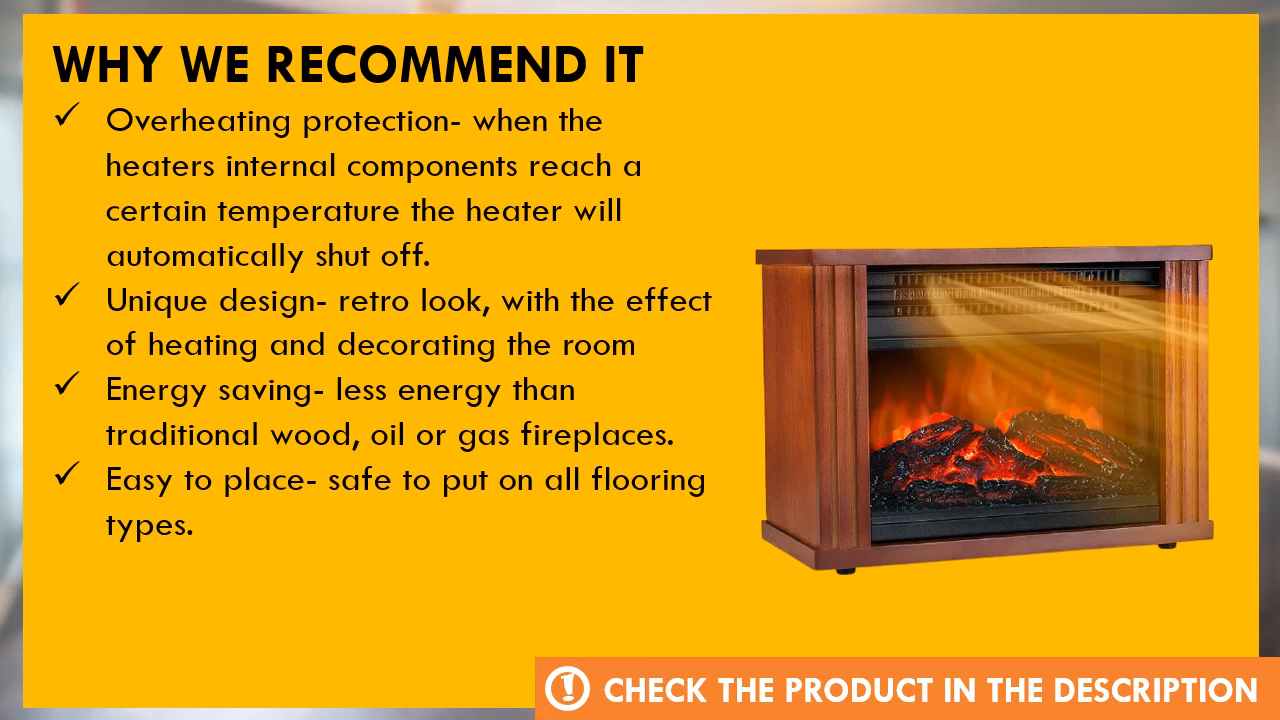 WHY WE RECOMMEND IT
✓ Overheating protection- when the
heaters internal components reach a
certain temperature the heater will
automatically shut off.
✓ Unique design- retro look, with the effect
of heating and decorating the room
✓ Energy saving- less energy than
traditional wood, oil or gas fireplaces.
✓ Easy to place- safe to put on all flooring
types.
! CHECK THE PRODUCT IN THE DESCRIPTION